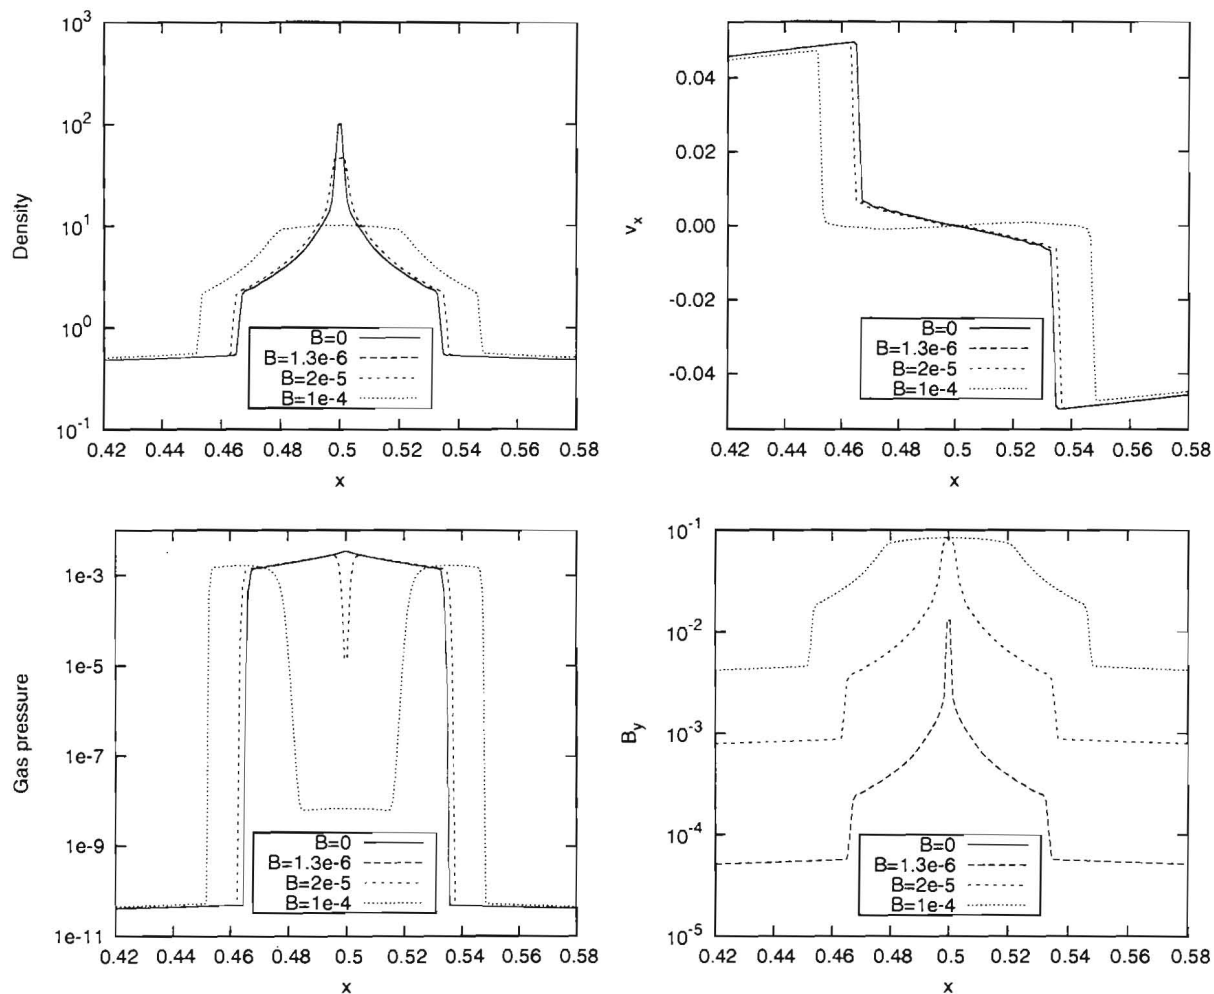 10^3
10^2
10^1
10^0
10^-1
Density
B=0
B=1.3e-6
B=2e-5
B=1e-4
0.42 0.44 0.46 0.48 0.5 0.52 0.54 0.56 0.58
x
0.04
0.02
0.00
-0.02
-0.04
v_x
B=0
B=1.3e-6
B=2e-5
B=1e-4
0.42 0.44 0.46 0.48 0.5 0.52 0.54 0.56 0.58
x
1e-3
1e-5
1e-7
1e-9
1e-11
Gas pressure
B=0
B=1.3e-6
B=2e-5
B=1e-4
0.42 0.44 0.46 0.48 0.5 0.52 0.54 0.56 0.58
x
10^-1
10^-2
10^-3
10^-4
10^-5
B_y
B=0
B=1.3e-6
B=2e-5
B=1e-4
0.42 0.44 0.46 0.48 0.5 0.52 0.54 0.56 0.58
x